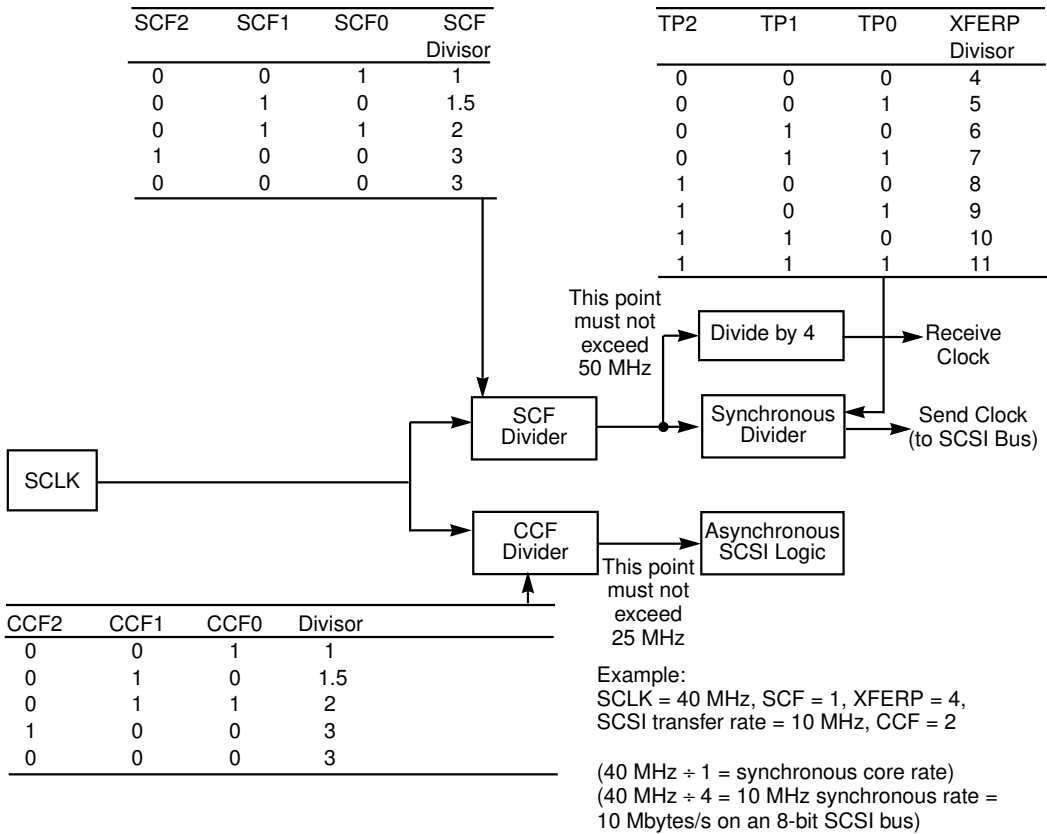 SCF2 SCF1 SCF0 SCF
Divisor
0 0 1 1
0 1 0 1.5
0 1 1 2
1 0 0 3
0 0 0 3
TP2 TP1 TP0 XFERP
Divisor
0 0 0 4
0 0 1 5
0 1 0 6
0 1 1 7
1 0 0 8
1 0 1 9
1 1 0 10
1 1 1 11
This point
must not
exceed
50 MHz
Divide by 4
Receive
Clock
SCF
Divider
Synchronous
Divider
Send Clock
(to SCSI Bus)
SCLK
CCF
Divider
Asynchronous
SCSI Logic
This point
must not
exceed
25 MHz
CCF2 CCF1 CCF0 Divisor
0 0 1 1
0 1 0 1.5
0 1 1 2
1 0 0 3
0 0 0 3
Example:
SCLK = 40 MHz, SCF = 1, XFERP = 4,
SCSI transfer rate = 10 MHz, CCF = 2
(40 MHz ÷ 1 = synchronous core rate)
(40 MHz ÷ 4 = 10 MHz synchronous rate =
10 Mbytes/s on an 8-bit SCSI bus)